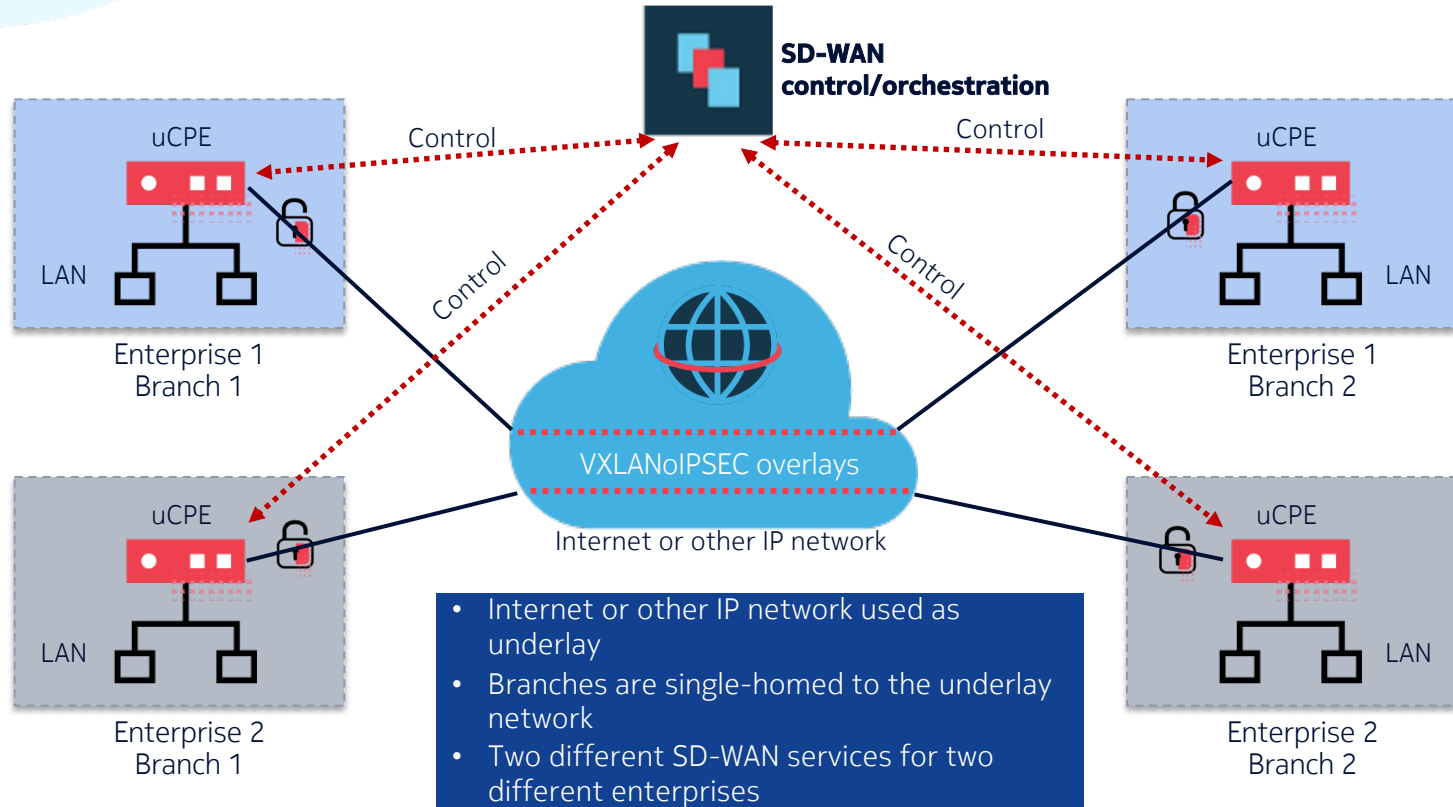 SD-WAN
control/orchestration
uCPE
Control
Control
uCPE
LAN
Control
Control
LAN
Enterprise 1
Branch 1
Enterprise 1
Branch 2
VXLANoIPSEC overlays
uCPE
Internet or other IP network
uCPE
LAN
LAN
Enterprise 2
Branch 1
Enterprise 2
Branch 2
• Internet or other IP network used as
underlay
• Branches are single-homed to the underlay
network
• Two different SD-WAN services for two
different enterprises